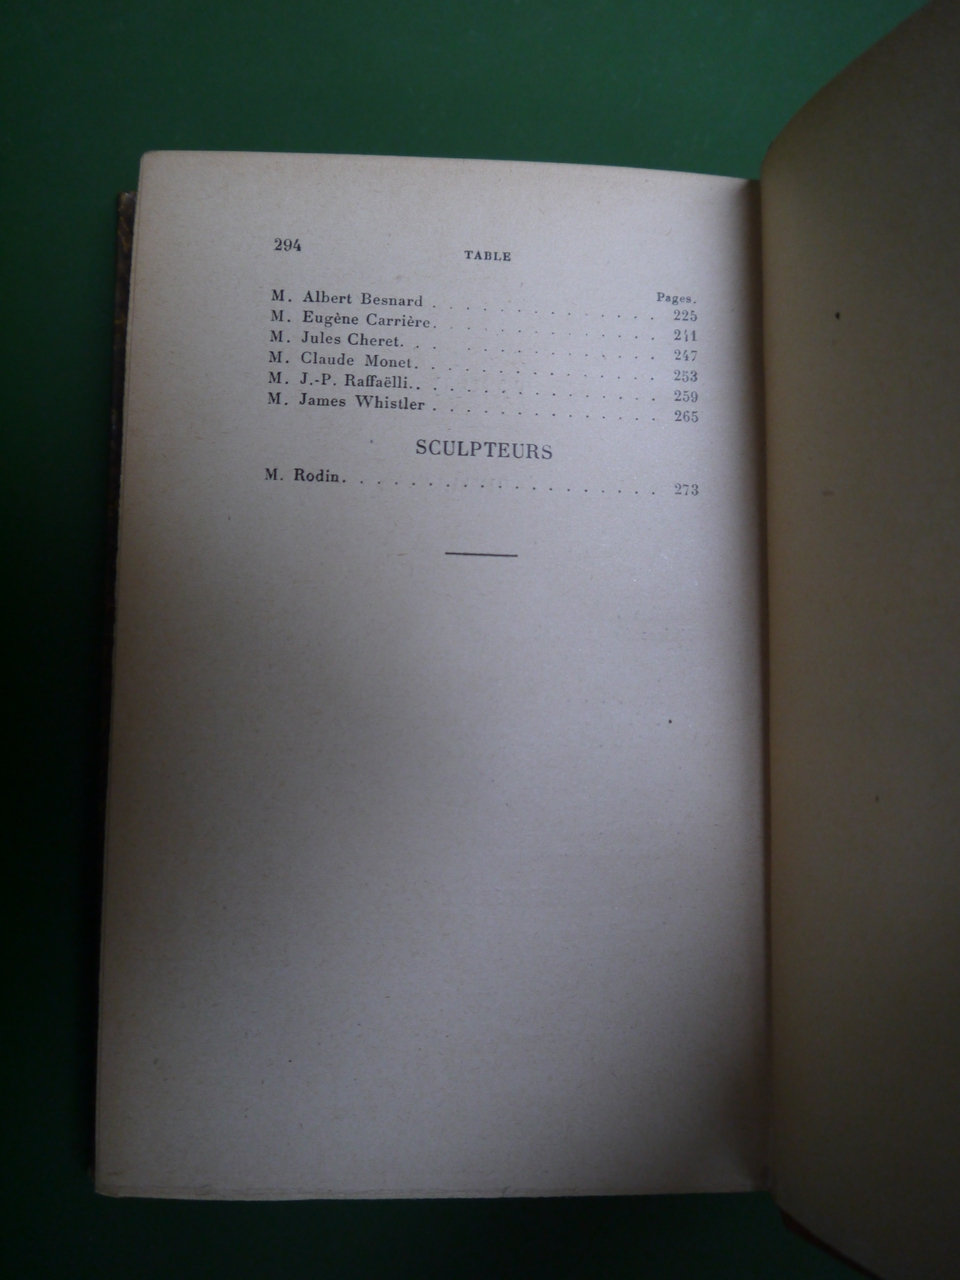 294
TABLE
Pages.
M. Albert Besnard . . . . . . . . . . . . 225
M. Eugène Carrière. . . . . . . . . . . . 241
M. Jules Cheret. . . . . . . . . . . . . 247
M. Claude Monet. . . . . . . . . . . . . 253
M. J.-P. Raffaëlli. . . . . . . . . . . . . 259
M. James Whistler . . . . . . . . . . . . 265
SCULPTEURS
M. Rodin. . . . . . . . . . . . . . . . . 273